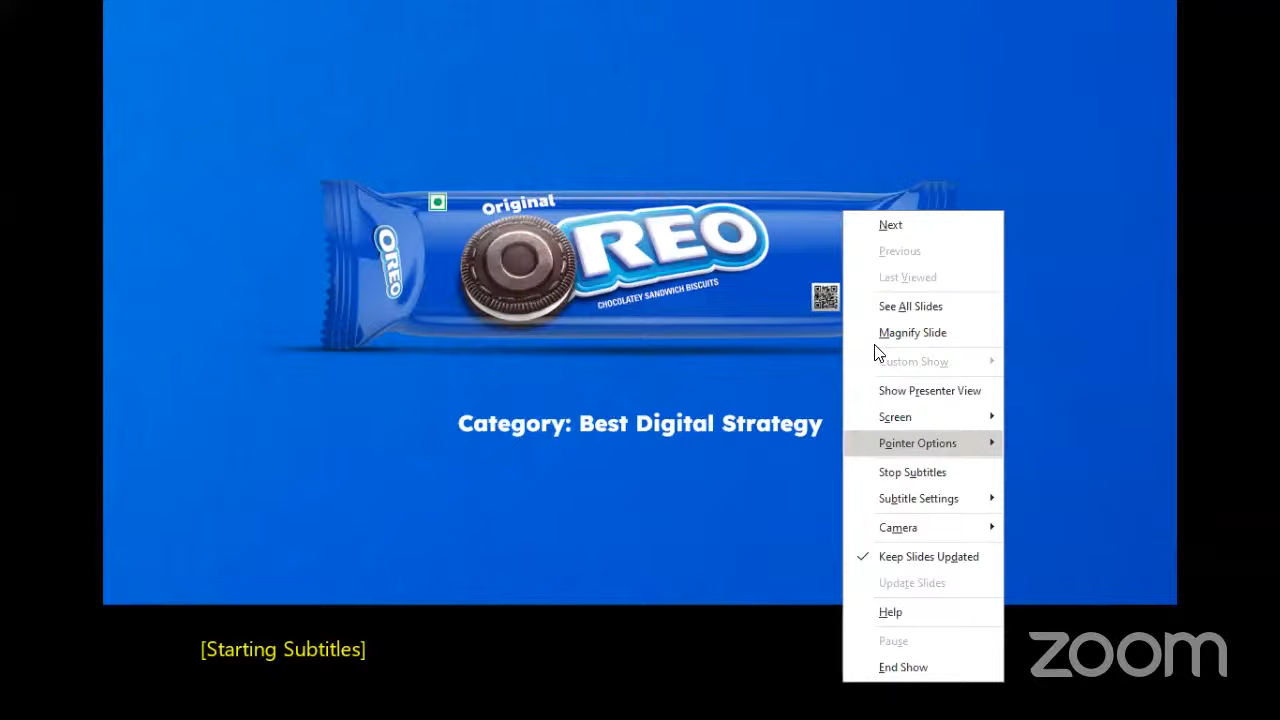 Original
OREO
OREO
CHOCOLATEY SANDWICH BISCUITS
Category: Best Digital Strategy
Next
Previous
Last Viewed
See All Slides
Magnify Slide
Custom Show
Show Presenter View
Screen
Pointer Options
Stop Subtitles
Subtitle Settings
Camera
Keep Slides Updated
Update Slides
Help
Pause
End Show
[Starting Subtitles]
zoom